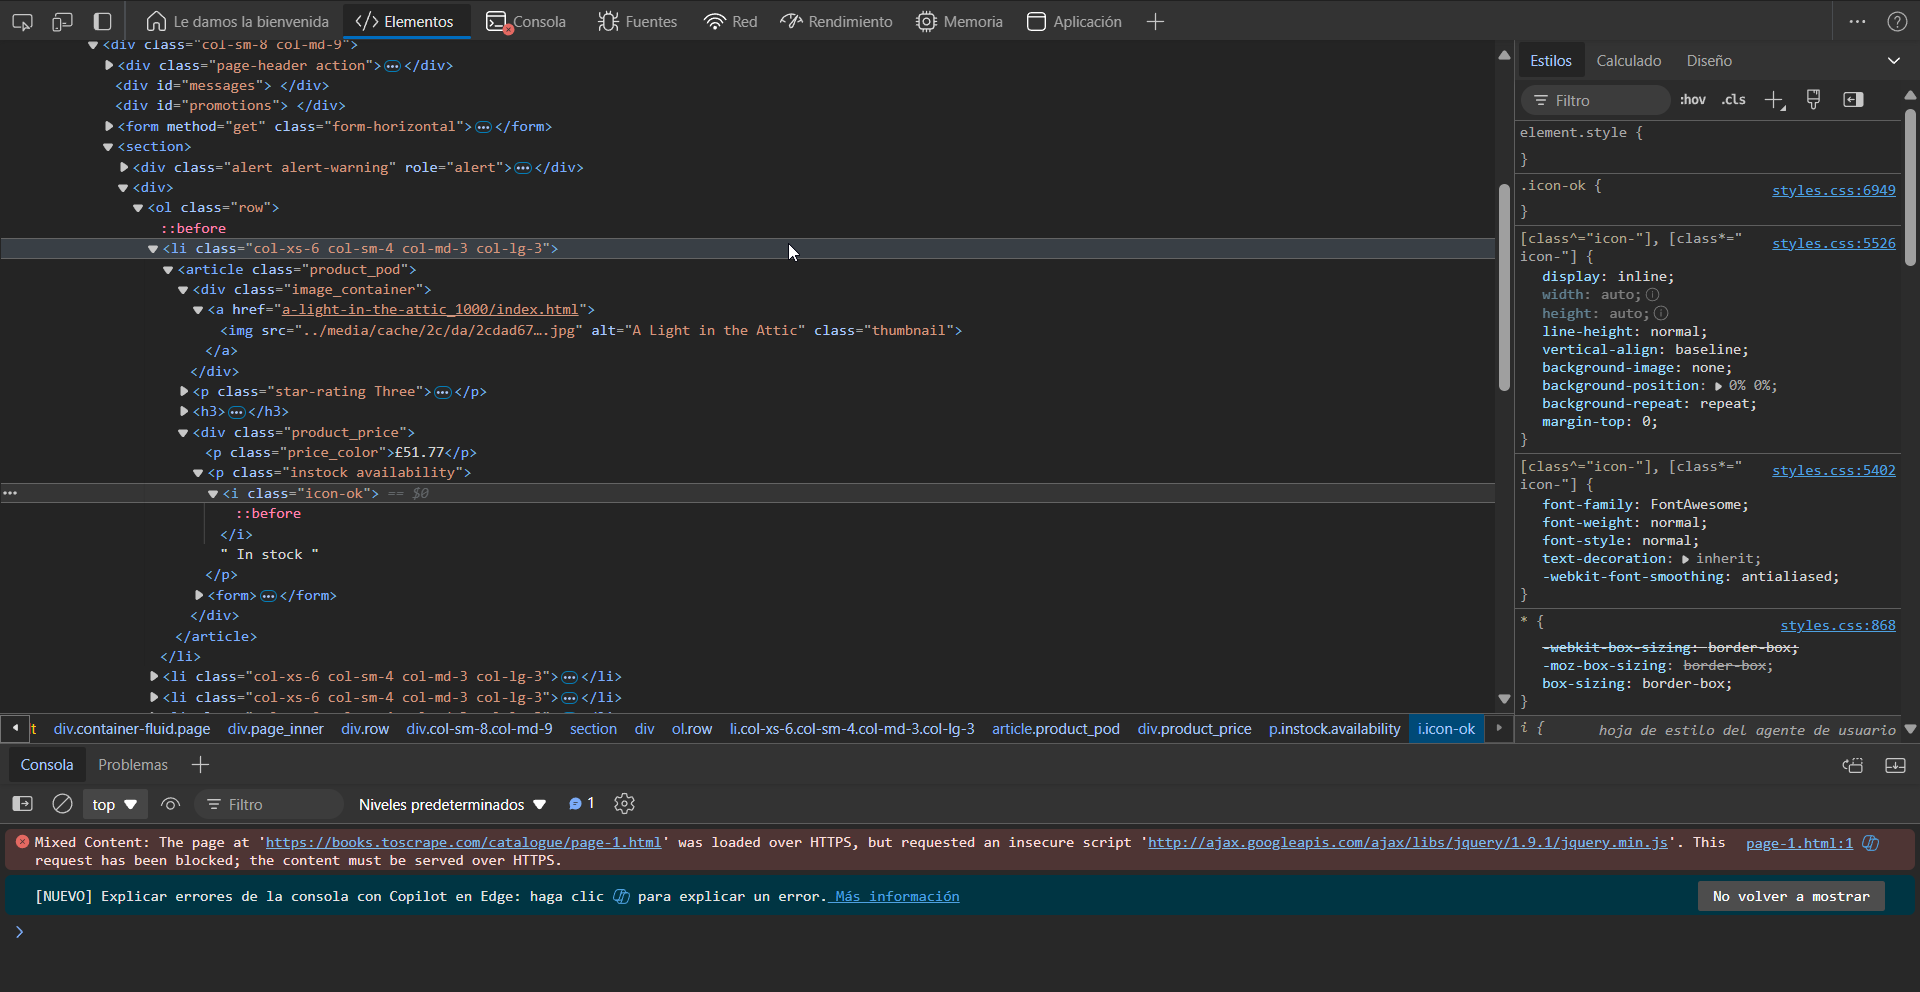 Le damos la bienvenida
Elementos
Consola
Fuentes
Red
Rendimiento
Memoria
Aplicación
<div class="col-sm-8 col-md-9">
<div class="page-header action">…</div>
<div id="messages"> </div>
<div id="promotions"> </div>
<form method="get" class="form-horizontal">…</form>
<section>
<div class="alert alert-warning" role="alert">…</div>
<div>
<ol class="row">
::before
<li class="col-xs-6 col-sm-4 col-md-3 col-lg-3">
<article class="product_pod">
<div class="image_container">
<a href="a-light-in-the-attic_1000/index.html">
<img src="../media/cache/2c/da/2cdad67….jpg" alt="A Light in the Attic" class="thumbnail">
</a>
</div>
<p class="star-rating Three">…</p>
<h3>…</h3>
<div class="product_price">
<p class="price_color">£51.77</p>
<p class="instock availability">
<i class="icon-ok"> == $0
::before
</i>
" In stock "
</p>
<form>…</form>
</div>
</article>
</li>
<li class="col-xs-6 col-sm-4 col-md-3 col-lg-3">…</li>
<li class="col-xs-6 col-sm-4 col-md-3 col-lg-3">…</li>
t div.container-fluid.page div.page_inner div.row div.col-sm-8.col-md-9 section div ol.row li.col-xs-6.col-sm-4.col-md-3.col-lg-3 article.product_pod div.product_price p.instock.availability i.icon-ok
Estilos Calculado Diseño
Filtro :hov .cls
element.style {
}
.icon-ok { styles.css:6949
}
[class^="icon-"], [class*=" styles.css:5526
icon-"] {
display: inline;
width: auto;
height: auto;
line-height: normal;
vertical-align: baseline;
background-image: none;
background-position: 0% 0%;
background-repeat: repeat;
margin-top: 0;
}
[class^="icon-"], [class*=" styles.css:5402
icon-"] {
font-family: FontAwesome;
font-weight: normal;
font-style: normal;
text-decoration: inherit;
-webkit-font-smoothing: antialiased;
}
* { styles.css:868
-webkit-box-sizing: border-box;
-moz-box-sizing: border-box;
box-sizing: border-box;
}
i { hoja de estilo del agente de usuario
Consola Problemas
top Filtro Niveles predeterminados 1
Mixed Content: The page at 'https://books.toscrape.com/catalogue/page-1.html' was loaded over HTTPS, but requested an insecure script 'http://ajax.googleapis.com/ajax/libs/jquery/1.9.1/jquery.min.js'. This page-1.html:1
request has been blocked; the content must be served over HTTPS.
[NUEVO] Explicar errores de la consola con Copilot en Edge: haga clic para explicar un error. Más información No volver a mostrar